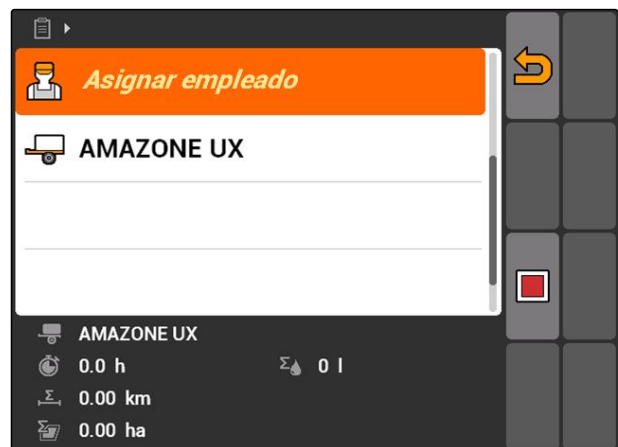 Asignar empleado
AMAZONE UX
AMAZONE UX
0.0 h
Σ 0 l
Σ 0.00 km
Σ 0.00 ha